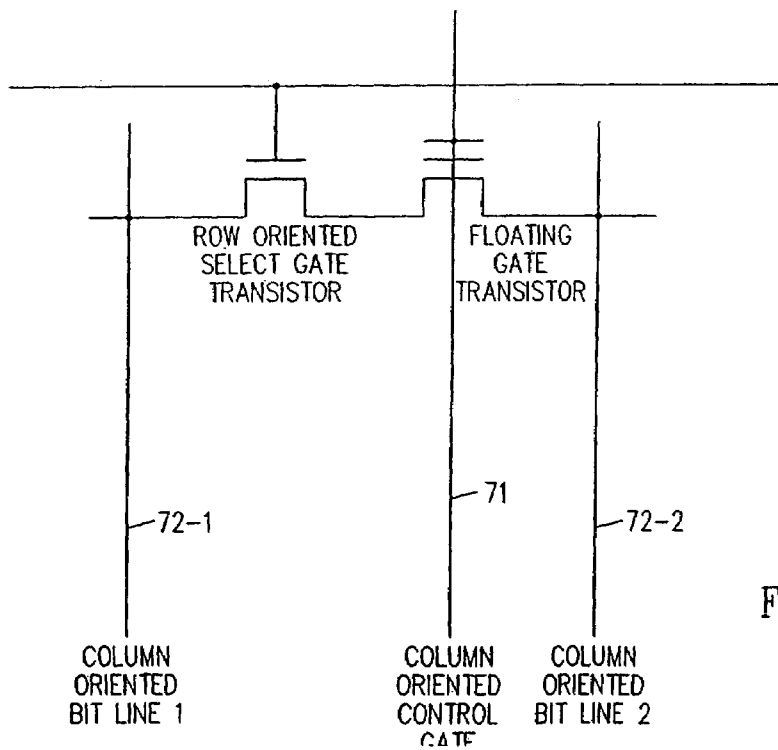 ROW ORIENTED
SELECT GATE
TRANSISTOR
FLOATING
GATE
TRANSISTOR
72-1
71
72-2
F
COLUMN
ORIENTED
BIT LINE 1
COLUMN
ORIENTED
CONTROL
GATE
COLUMN
ORIENTED
BIT LINE 2